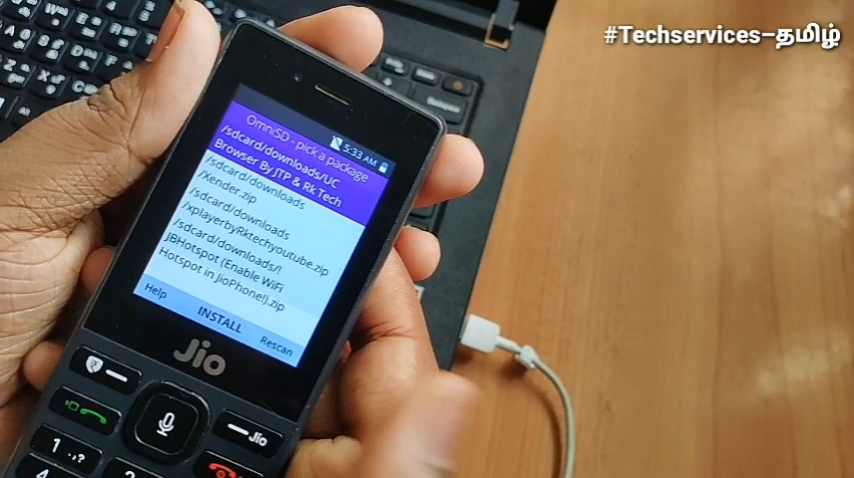 #Techservices-தமிழ்
5:33 AM
OmniSD - pick a package
/sdcard/downloads/UC
Browser By JTP & Rk Tech
/sdcard/downloads
/Xender.zip
/sdcard/downloads
/xplayerbyRktechyoutube.zip
/sdcard/downloads/!
JBHotspot (Enable WiFi
Hotspot in JioPhone!).zip
Help
INSTALL
Rescan
Jio
Jio
1 .,?
2
4